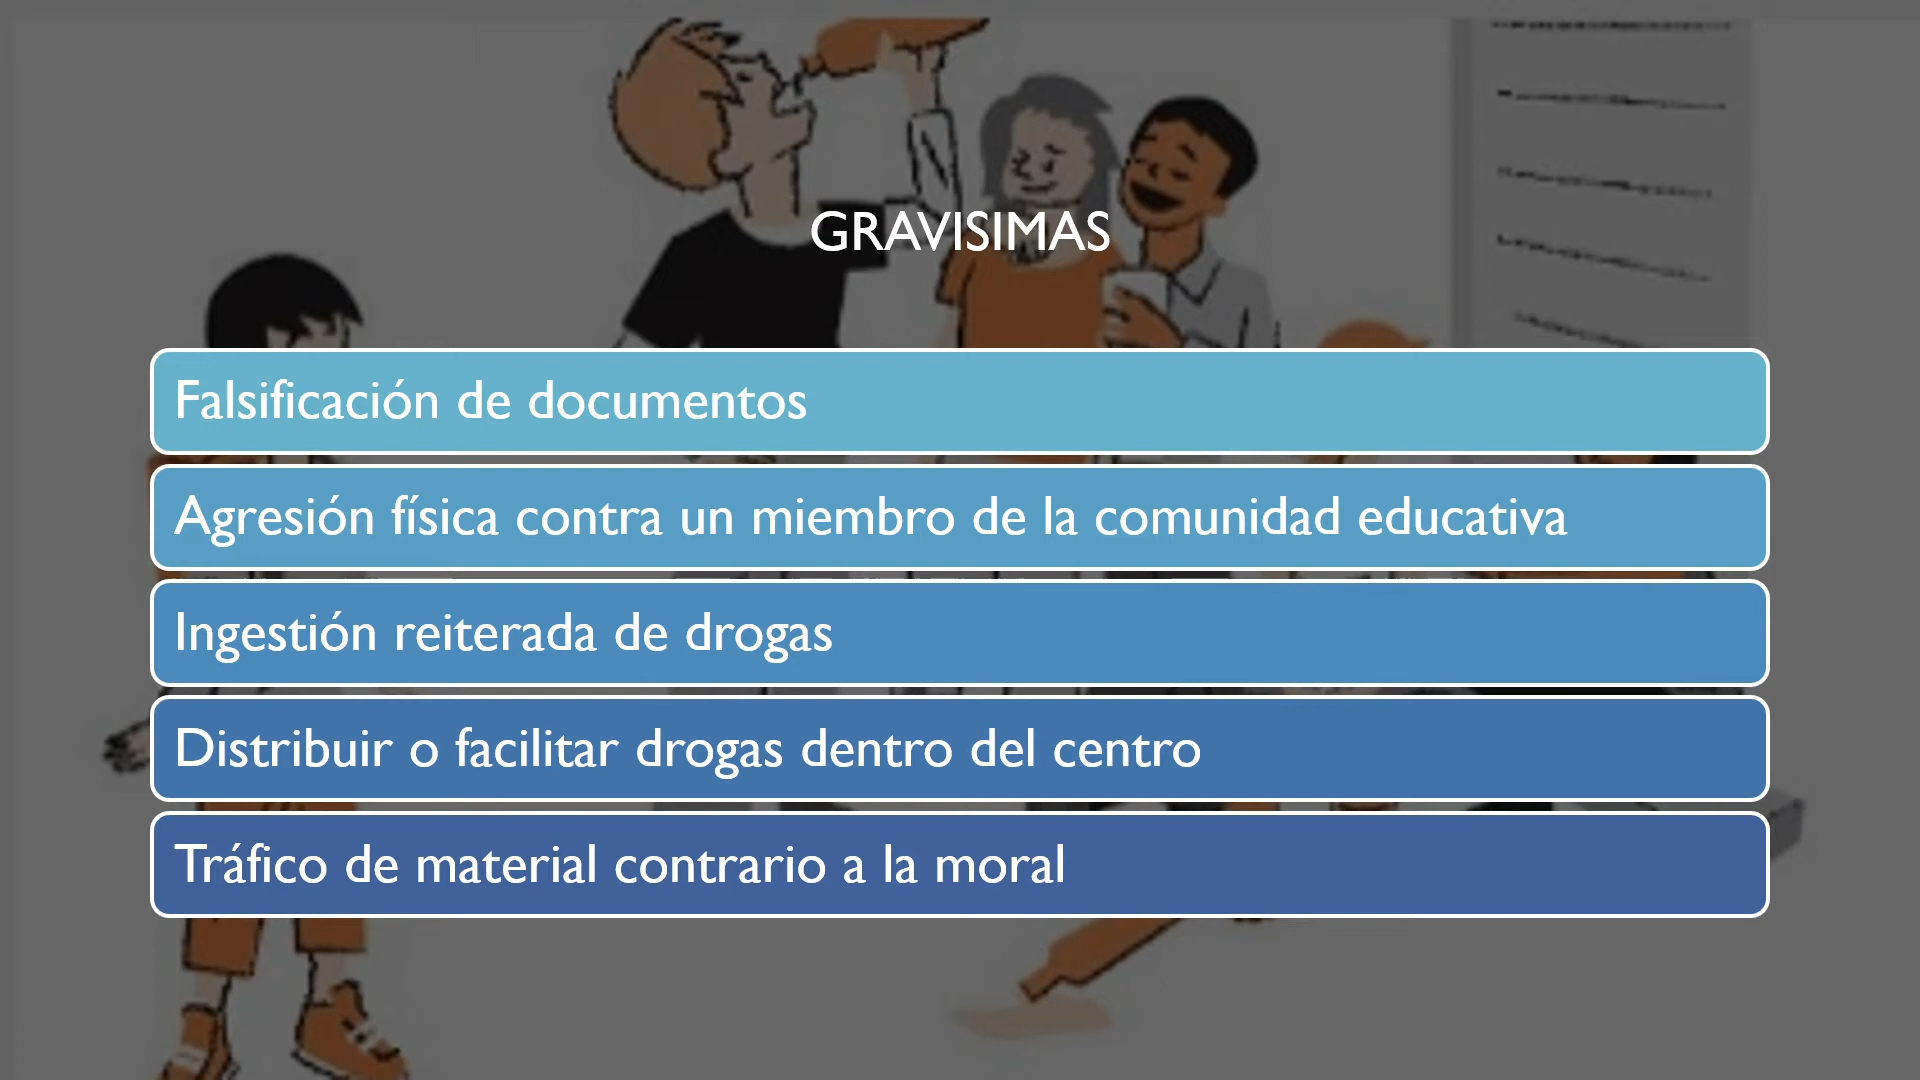 GRAVISIMAS
Falsificación de documentos
Agresión física contra un miembro de la comunidad educativa
Ingestión reiterada de drogas
Distribuir o facilitar drogas dentro del centro
Tráfico de material contrario a la moral